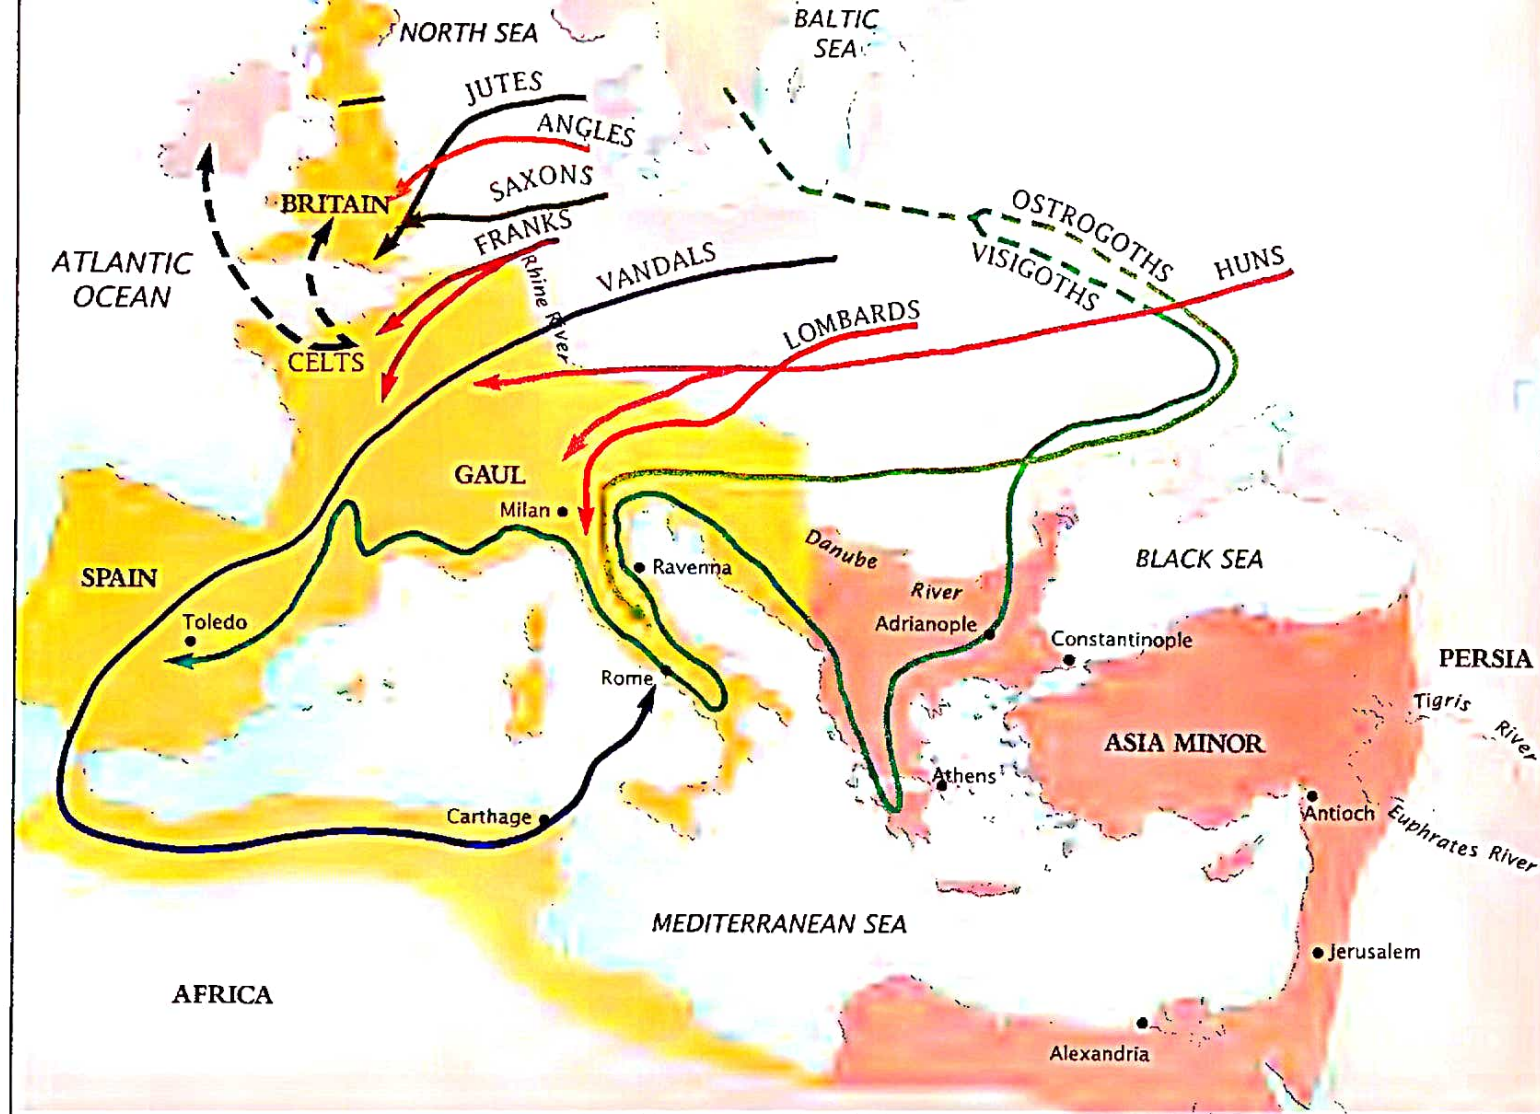 NORTH SEA
BALTIC
SEA
JUTES
ANGLES
SAXONS
BRITAIN
FRANKS
Rhine River
VANDALS
OSTROGOTHS
VISIGOTHS
HUNS
ATLANTIC
OCEAN
LOMBARDS
CELTS
GAUL
Milan
Danube
River
BLACK SEA
SPAIN
Ravenna
Toledo
Adrianople
Constantinople
PERSIA
Rome
Tigris
River
ASIA MINOR
Athens
Carthage
Antioch
Euphrates River
MEDITERRANEAN SEA
Jerusalem
AFRICA
Alexandria